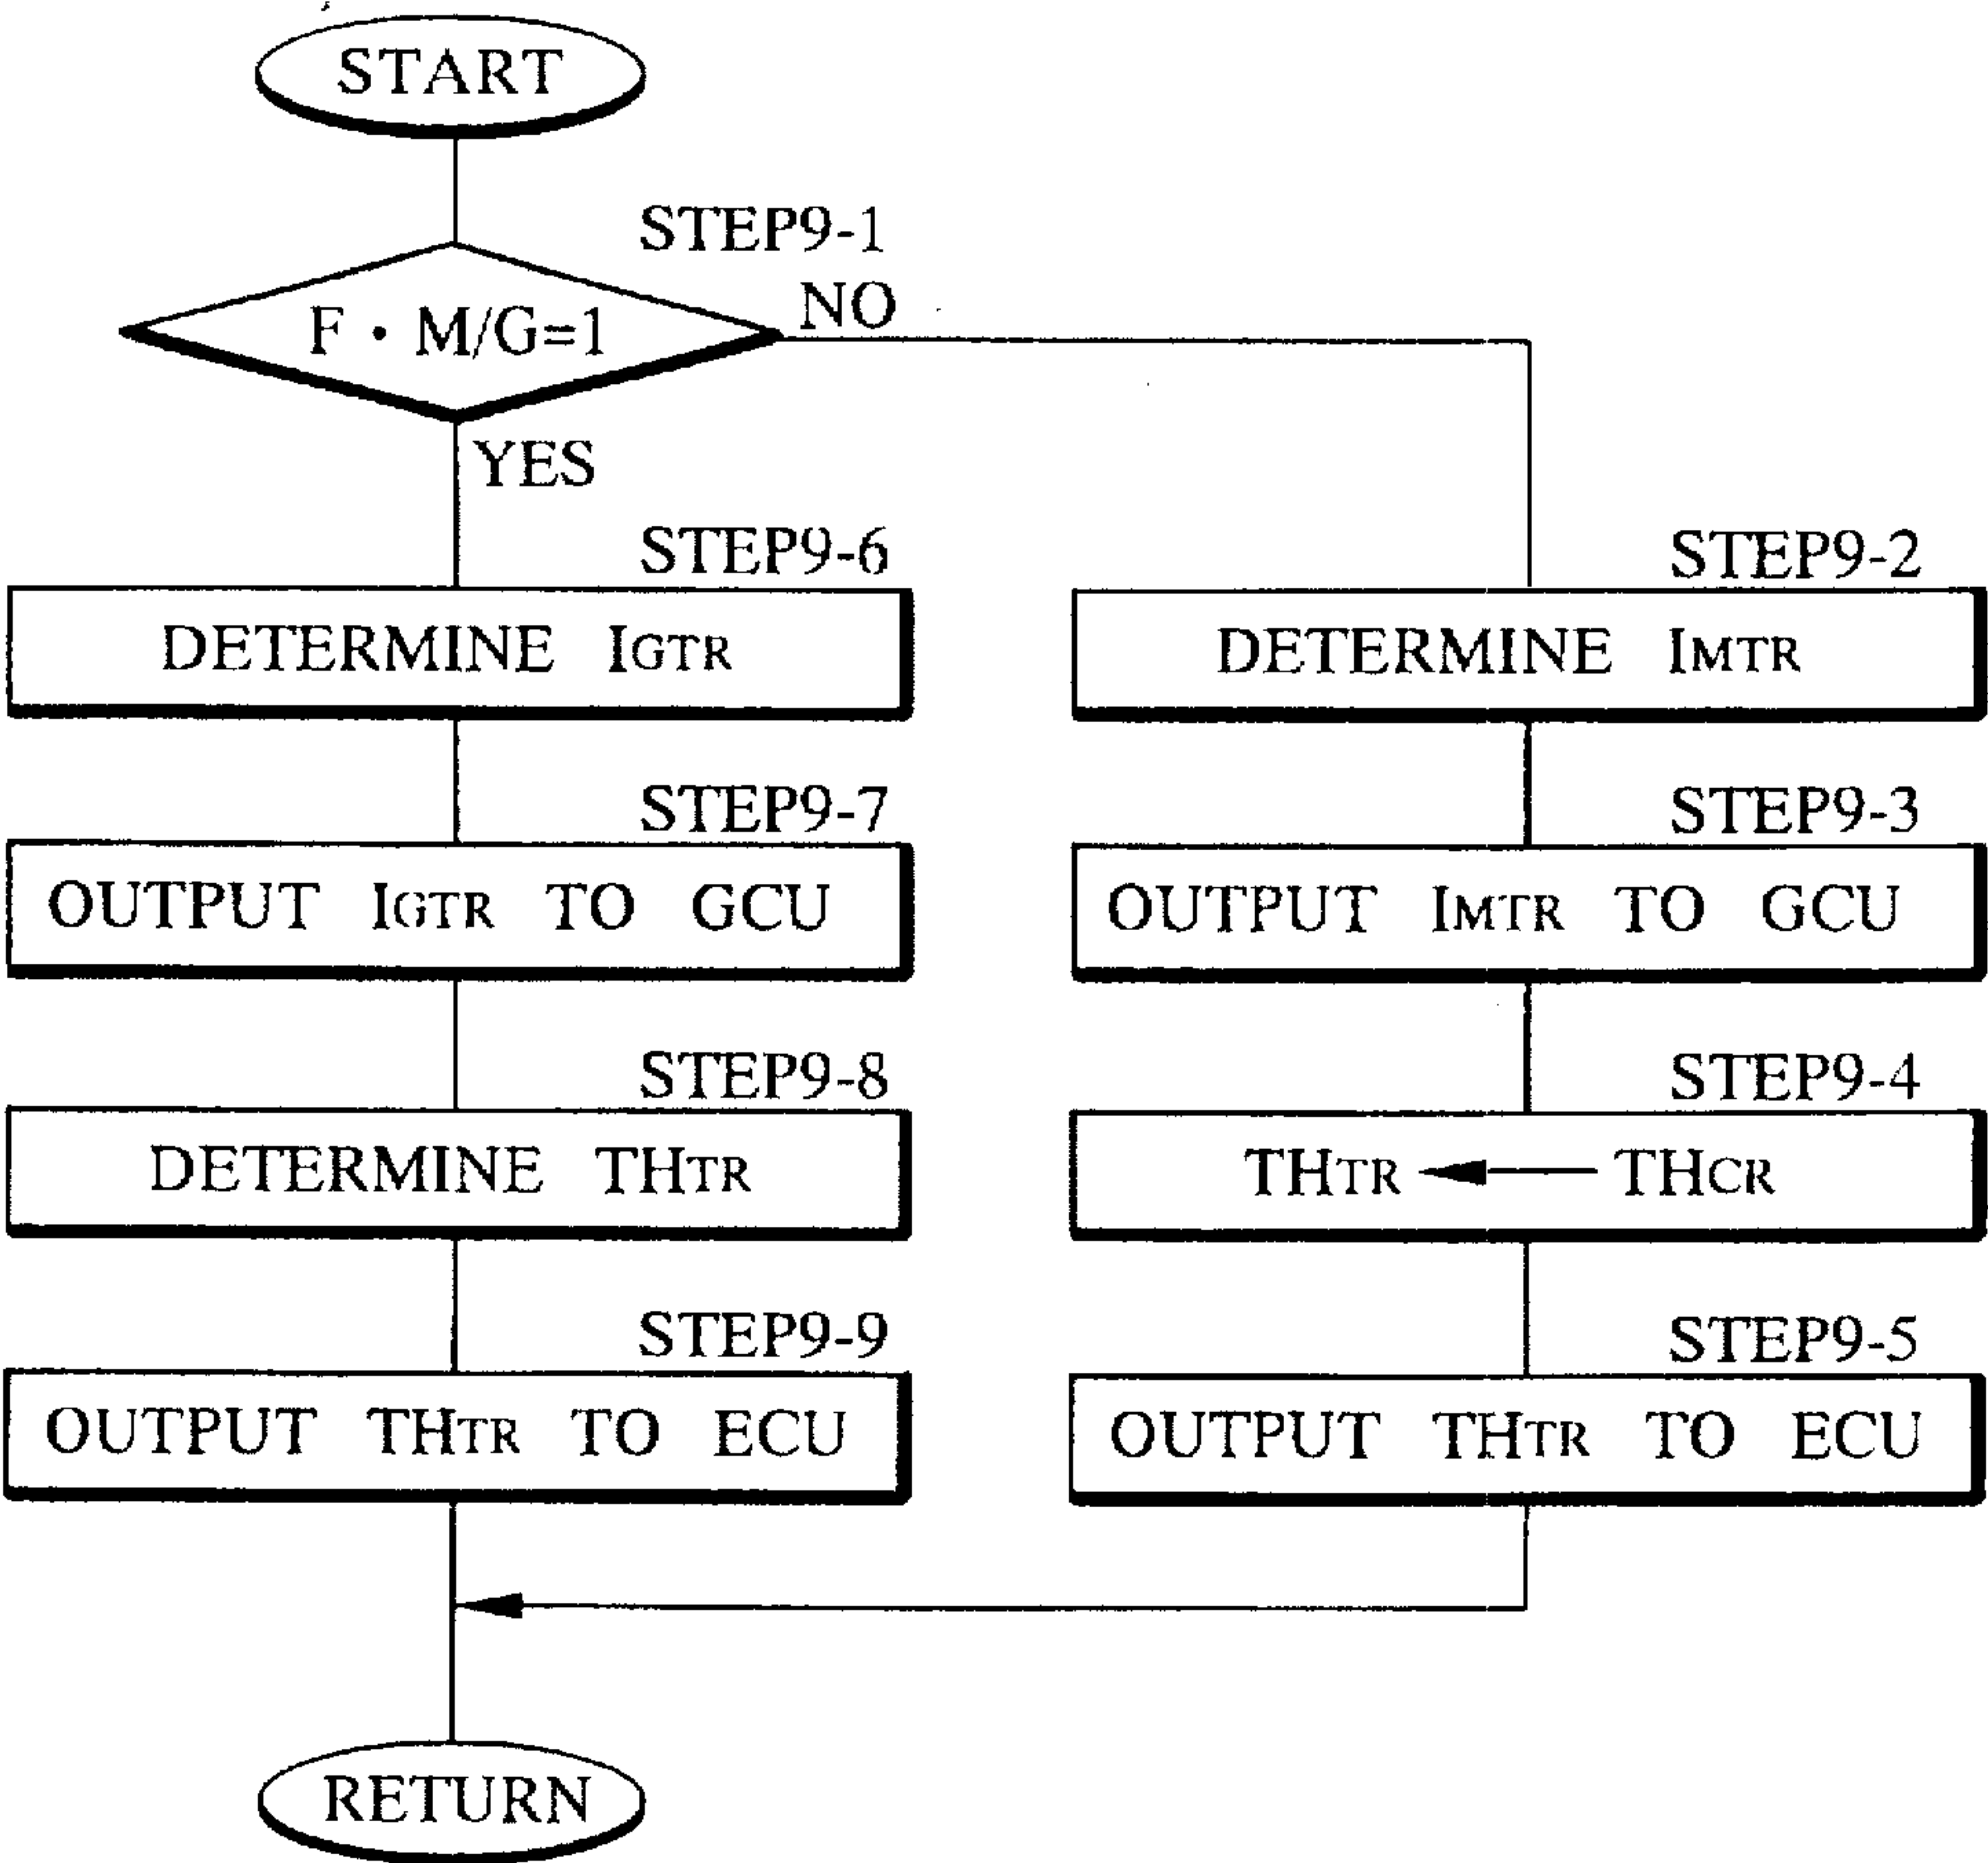 START
STEP9-1
F • M/G=1
NO
YES
STEP9-6
DETERMINE IGTR
STEP9-7
OUTPUT IGTR TO GCU
STEP9-8
DETERMINE THTR
STEP9-9
OUTPUT THTR TO ECU
STEP9-2
DETERMINE IMTR
STEP9-3
OUTPUT IMTR TO GCU
STEP9-4
THTR ← THCR
STEP9-5
OUTPUT THTR TO ECU
RETURN